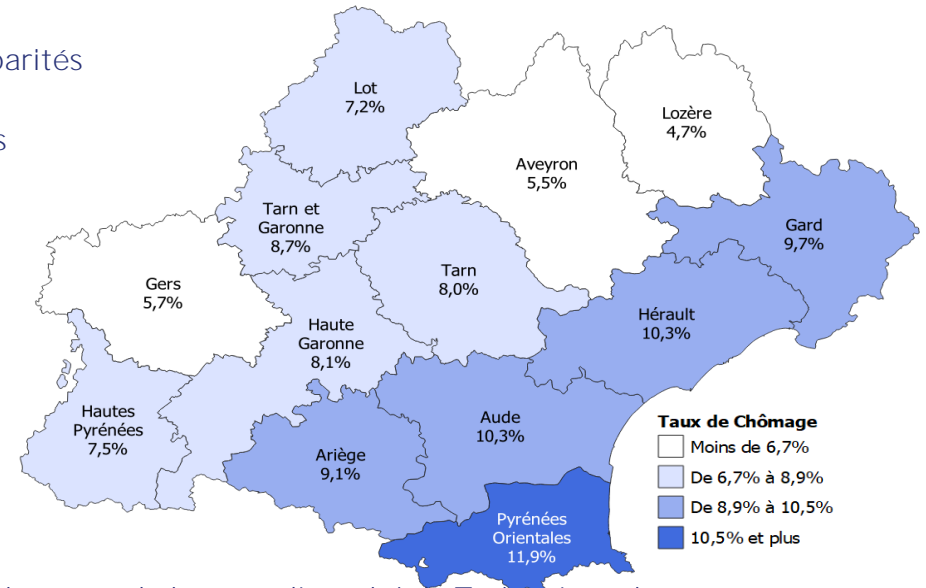 parités
s
Lot
7,2%
Lozère
4,7%
Aveyron
5,5%
Tarn et
Garonne
8,7%
Gard
9,7%
Tarn
8,0%
Gers
5,7%
Hérault
10,3%
Haute
Garonne
8,1%
Hautes
Pyrénées
7,5%
Aude
10,3%
Ariège
9,1%
Pyrénées
Orientales
11,9%
Taux de Chômage
Moins de 6,7%
De 6,7% à 8,9%
De 8,9% à 10,5%
10,5% et plus